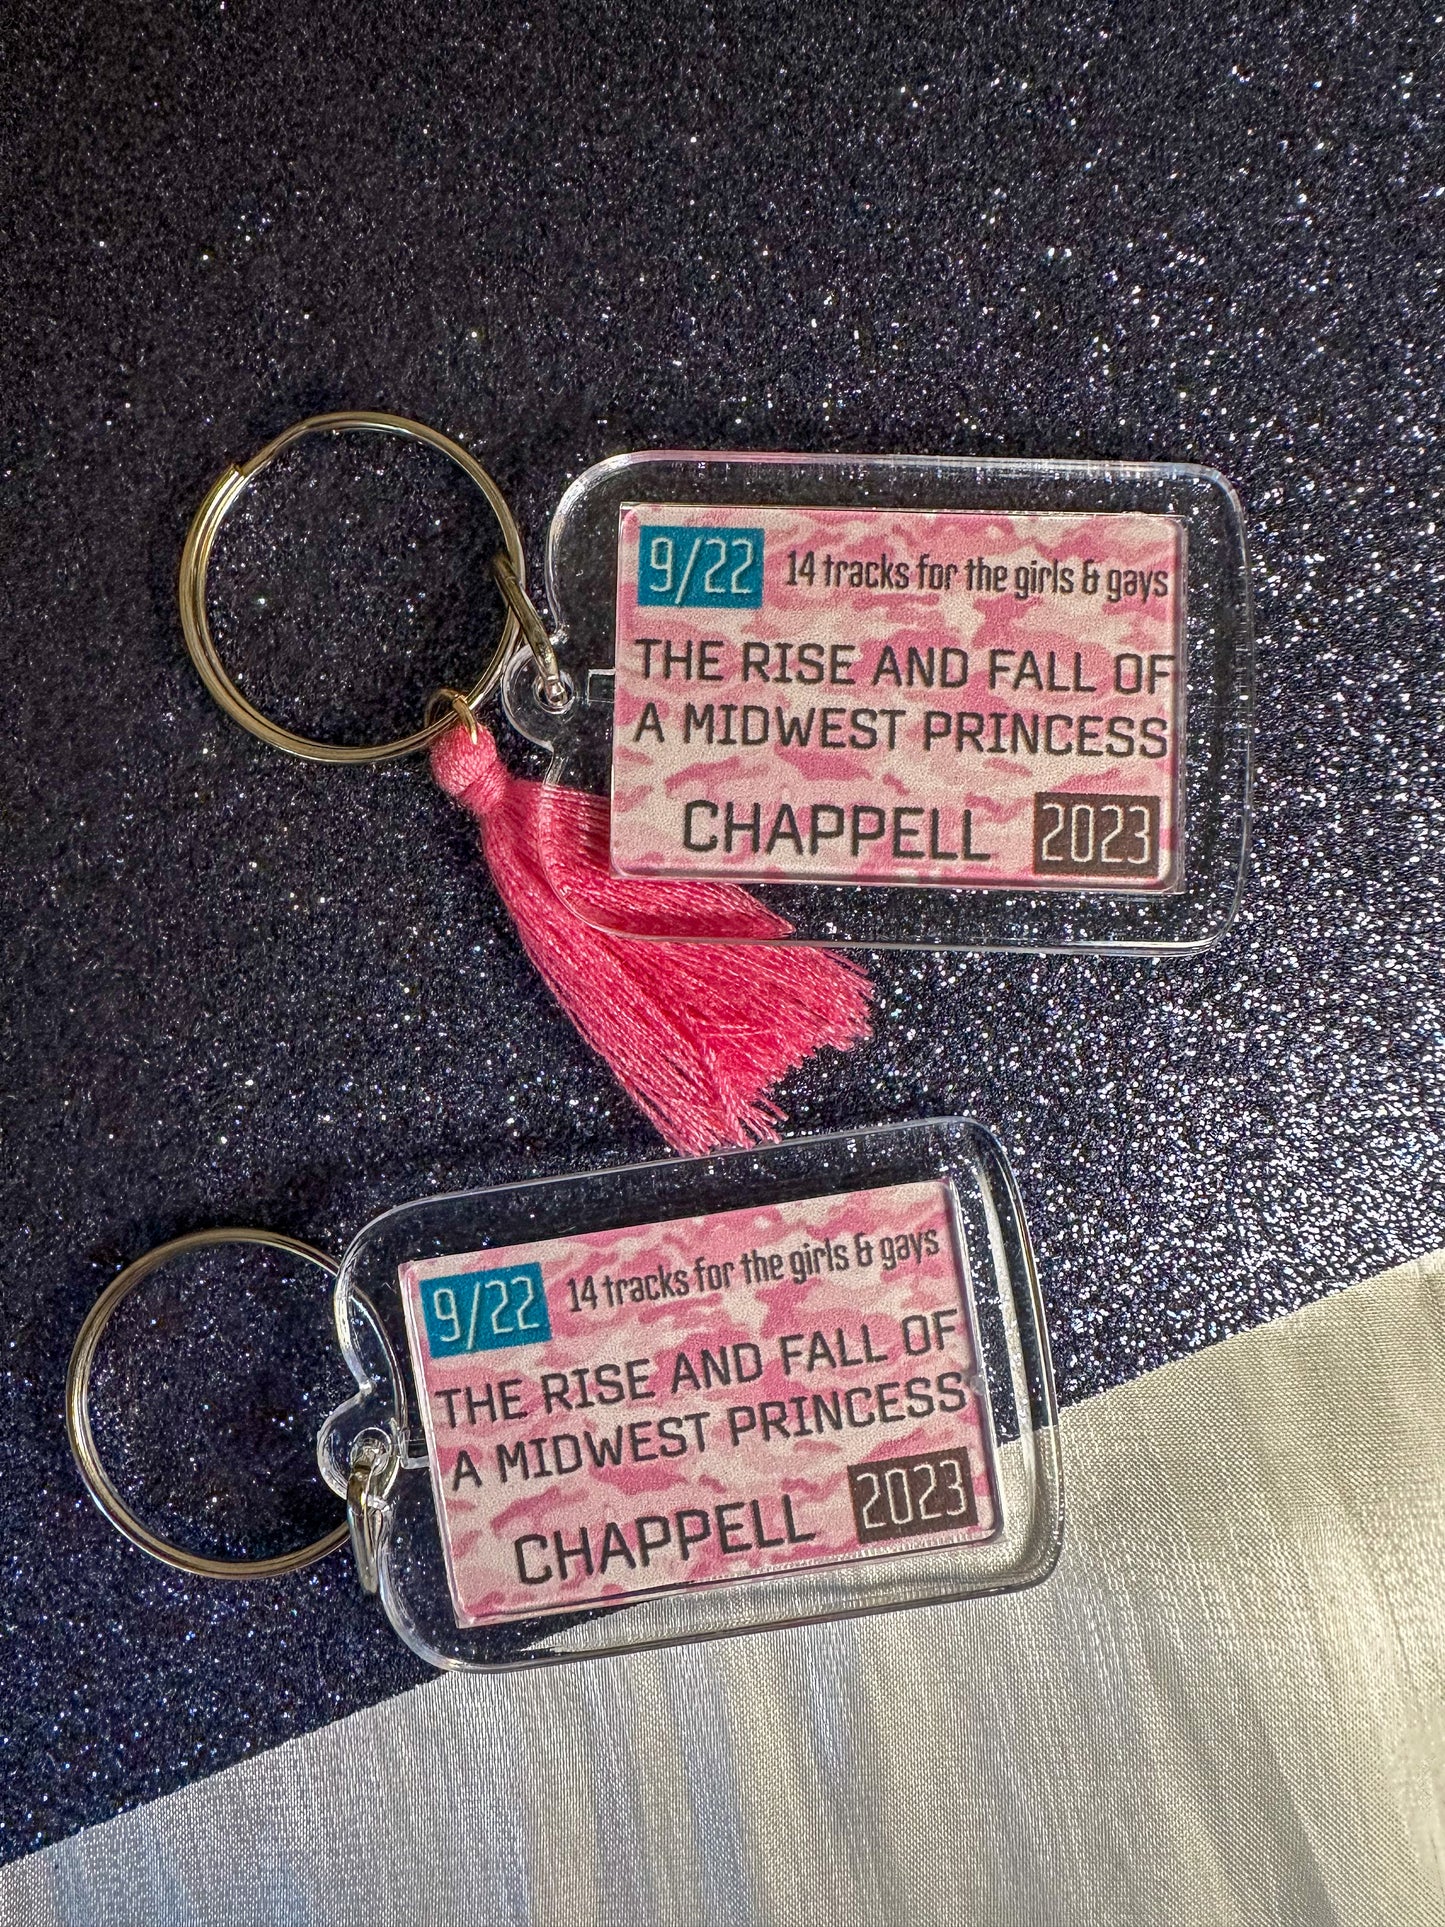 9/22 14 tracks for the girls & gays
THE RISE AND FALL OF
A MIDWEST PRINCESS
CHAPPELL 2023
9/22 14 tracks for the girls & gays
THE RISE AND FALL OF
A MIDWEST PRINCESS
CHAPPELL 2023